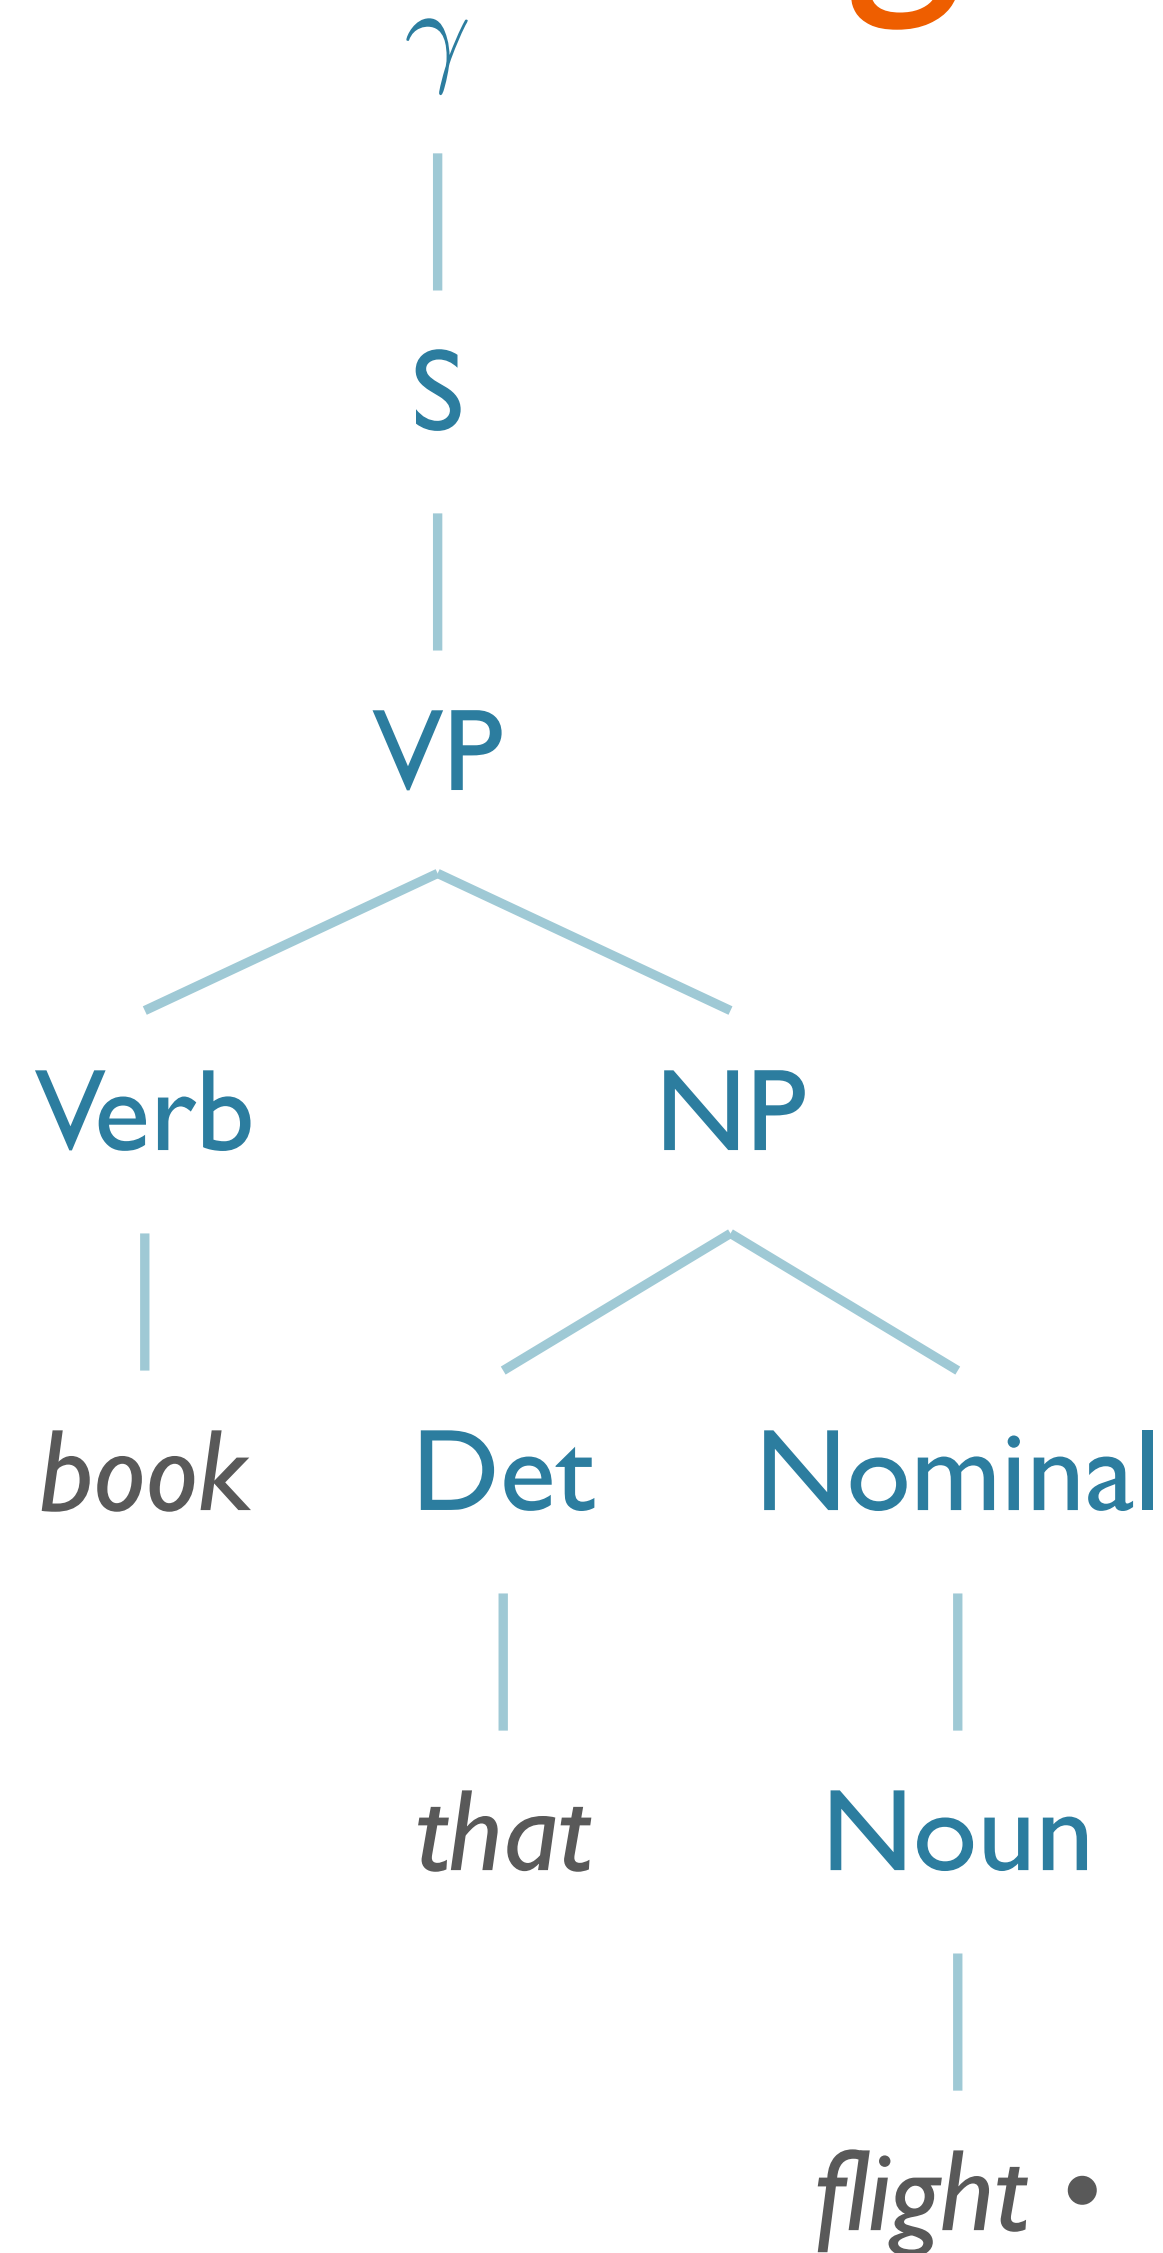 γ
S
VP
Verb NP
book Det Nominal
that Noun
flight •